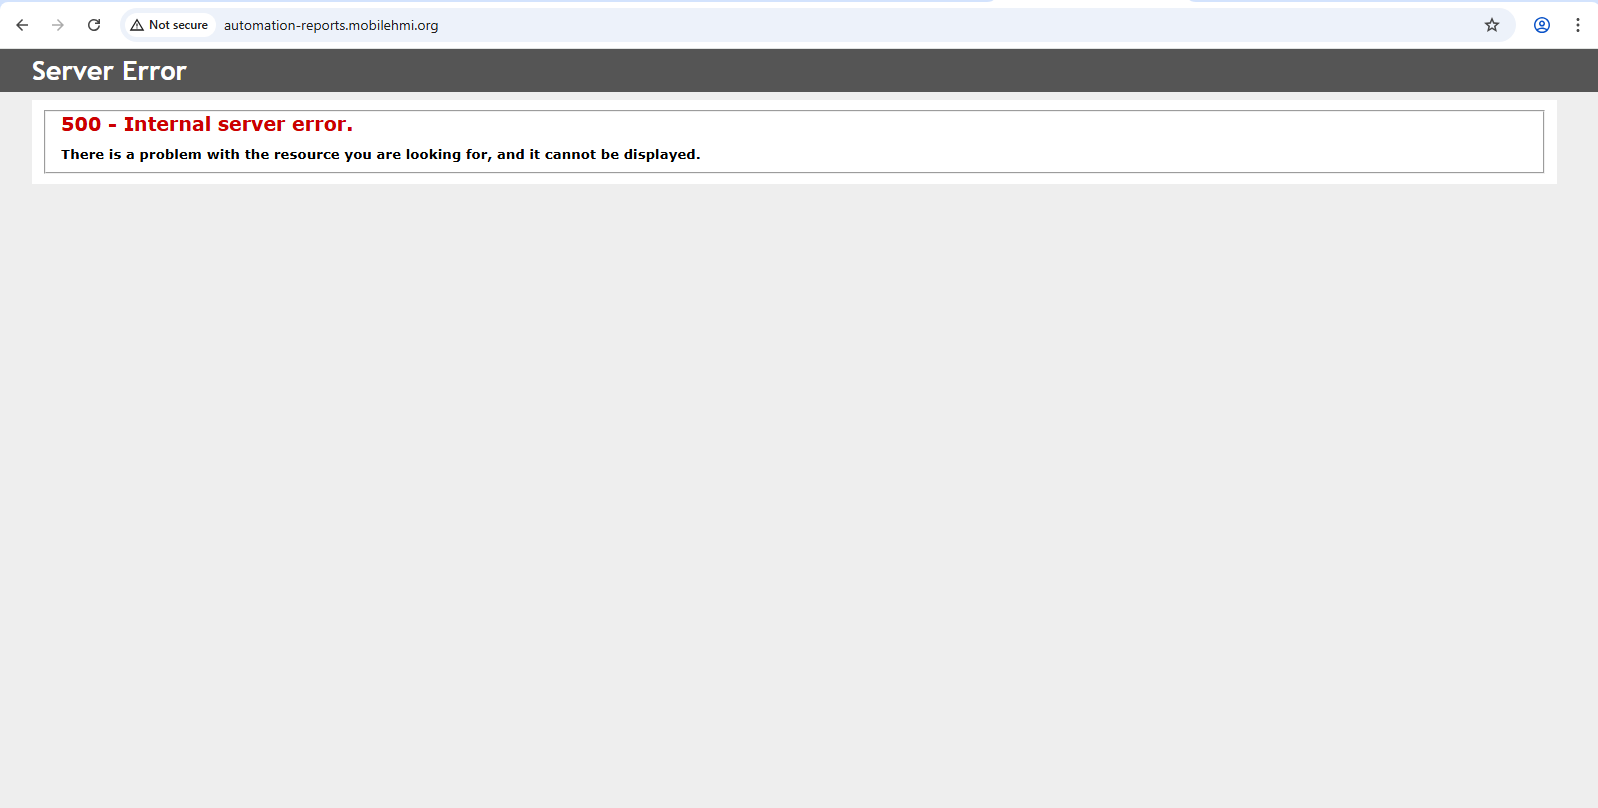 Not secure
automation-reports.mobilehmi.org
Server Error
500 - Internal server error.
There is a problem with the resource you are looking for, and it cannot be displayed.